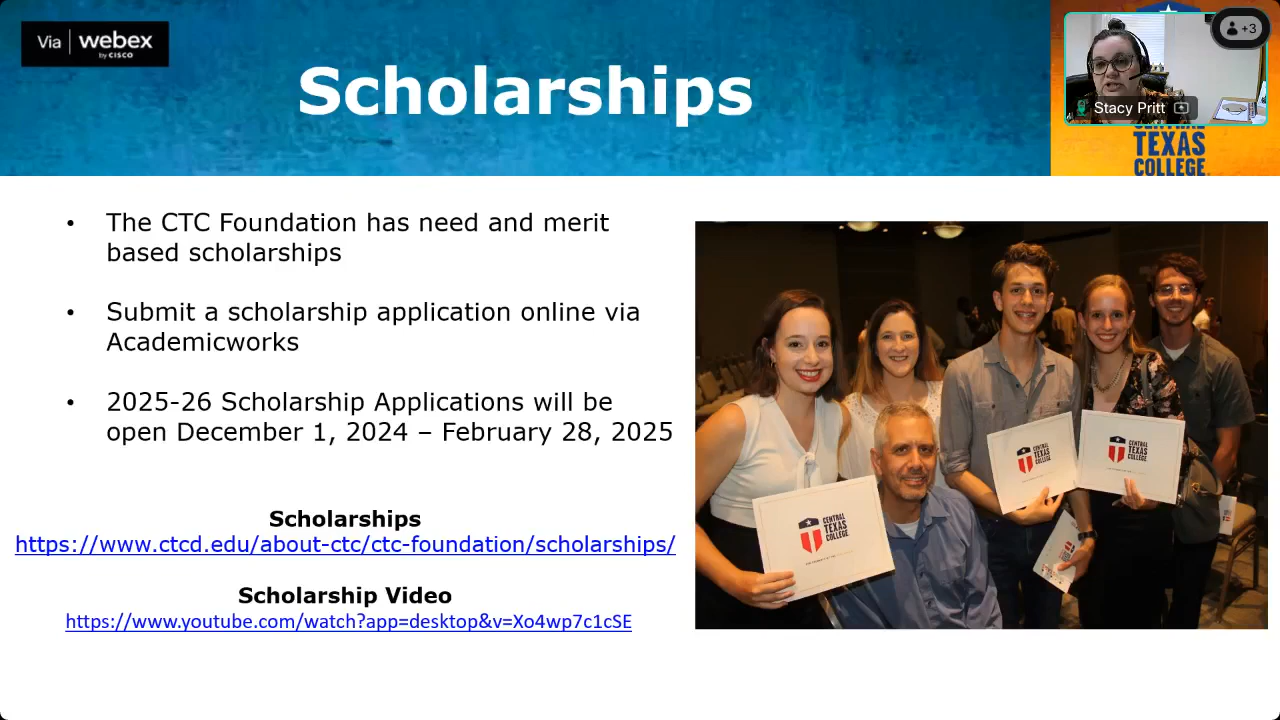 Via | webex
by CISCO
Scholarships
+3
Stacy Pritt
CENTRAL
TEXAS
COLLEGE
• The CTC Foundation has need and merit
based scholarships
• Submit a scholarship application online via
Academicworks
• 2025-26 Scholarship Applications will be
open December 1, 2024 – February 28, 2025
Scholarships
https://www.ctcd.edu/about-ctc/ctc-foundation/scholarships/
Scholarship Video
https://www.youtube.com/watch?app=desktop&v=Xo4wp7c1cSE
CENTRAL
TEXAS
COLLEGE
CENTRAL
TEXAS
COLLEGE
CENTRAL
TEXAS
COLLEGE